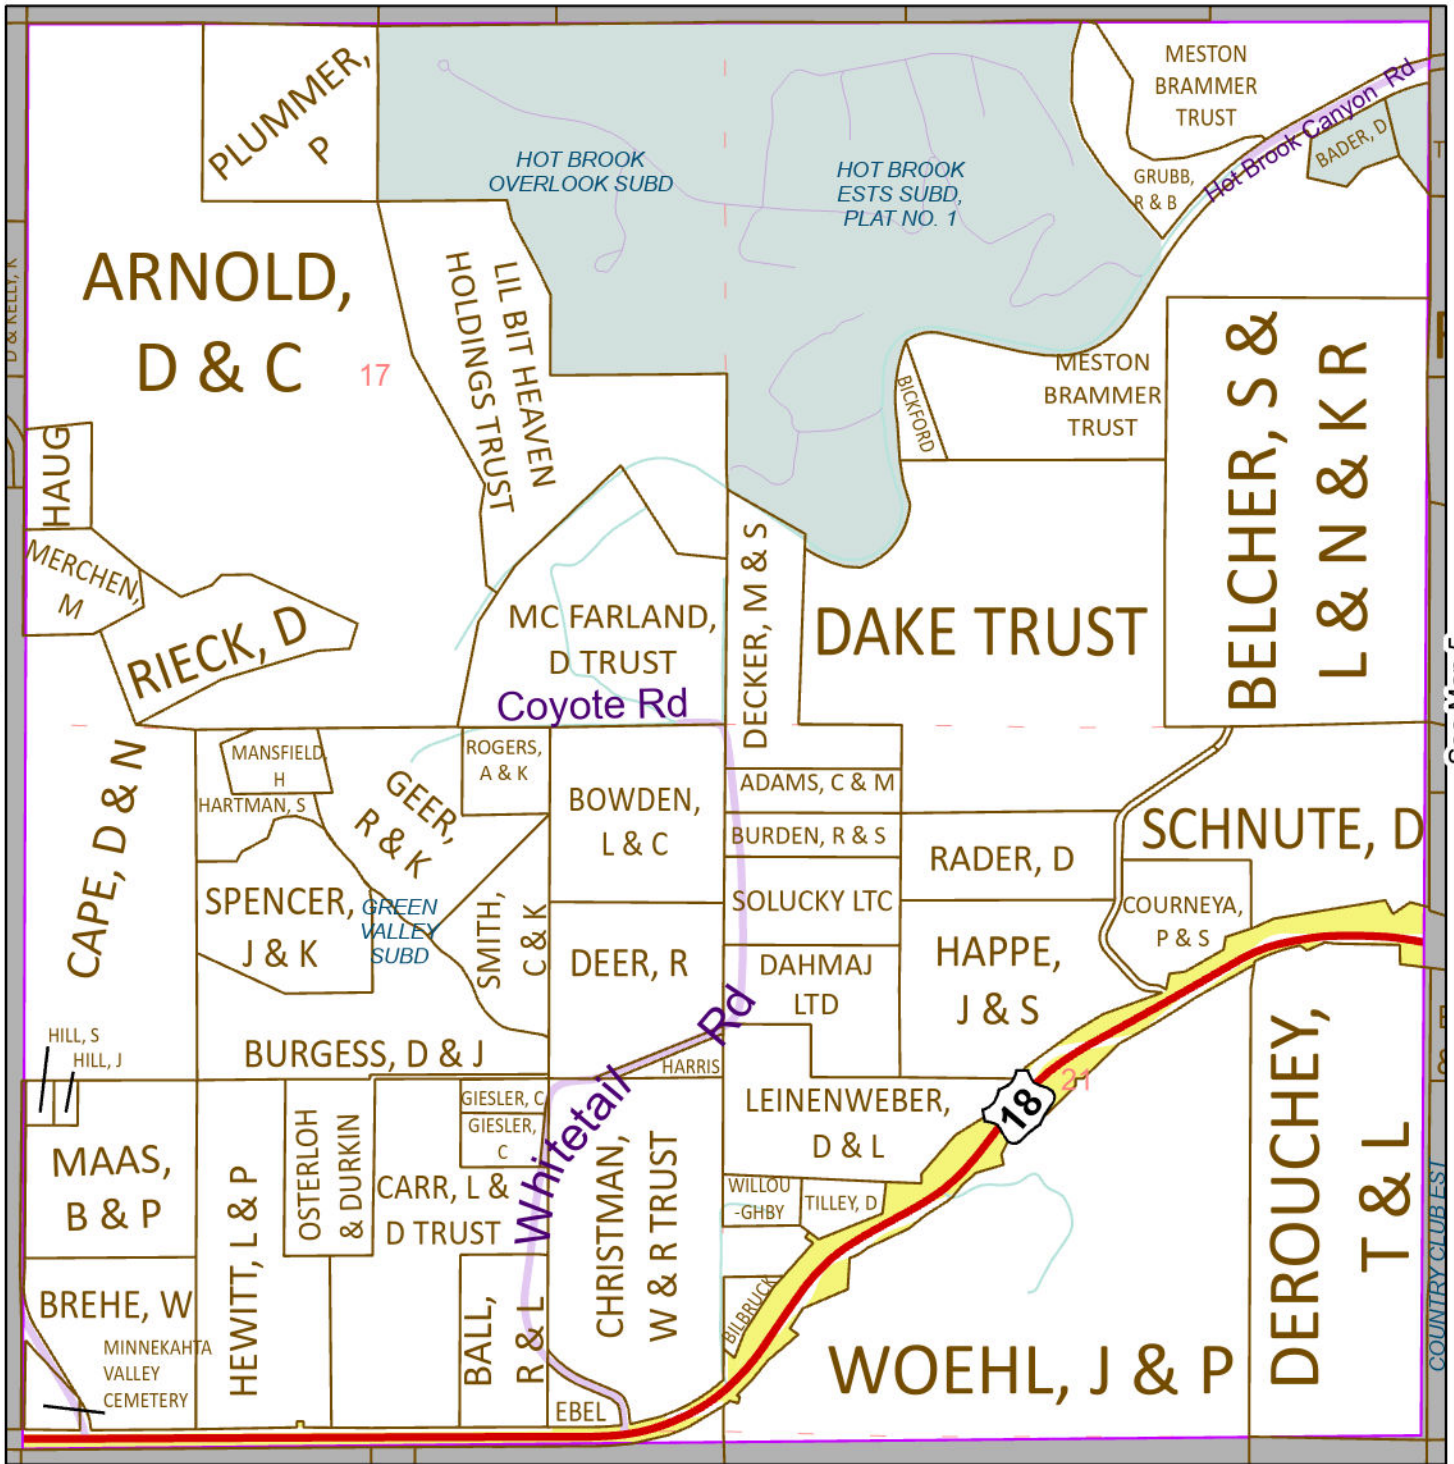 PLUMMER,
P
HOT BROOK
OVERLOOK SUBD
HOT BROOK
ESTS SUBD,
PLAT NO. 1
MESTON
BRAMMER
TRUST
Hot Brook Canyon Rd
BADER, D
GRUBB,
R & B
T
ARNOLD,
D & C
17
D & KELLY, K
LIL BIT HEAVEN
HOLDINGS TRUST
BICKFORD
MESTON
BRAMMER
TRUST
BELCHER, S &
L & N & K R
HAUG
MERCHEN,
M
RIECK, D
MC FARLAND,
D TRUST
DECKER, M & S
DAKE TRUST
Coyote Rd
CAPE, D & N
MANSFIELD,
H
HARTMAN, S
GEER,
R & K
ROGERS,
A & K
BOWDEN,
L & C
ADAMS, C & M
BURDEN, R & S
RADER, D
SCHNUTE, D
SPENCER,
J & K
GREEN
VALLEY
SUBD
SMITH,
C & K
DEER, R
SOLUCKY LTC
DAHMAJ
LTD
HAPPE,
J & S
COURNEYA,
P & S
HILL, S
HILL, J
BURGESS, D & J
HARRIS
Whitetail Rd
MAAS,
B & P
HEWITT, L & P
OSTERLOH
& DURKIN
GIESLER, C
GIESLER,
C
CARR, L &
D TRUST
CHRISTMAN,
W & R TRUST
LEINENWEBER,
D & L
18
21
WILLOU
-GHBY
TILLEY, D
DEROUCHEY,
T & L
COUNTRY CLUB EST
BREHE, W
MINNEKAHTA
VALLEY
CEMETERY
BALL,
R & L
EBEL
BILBRUCK
WOEHL, J & P